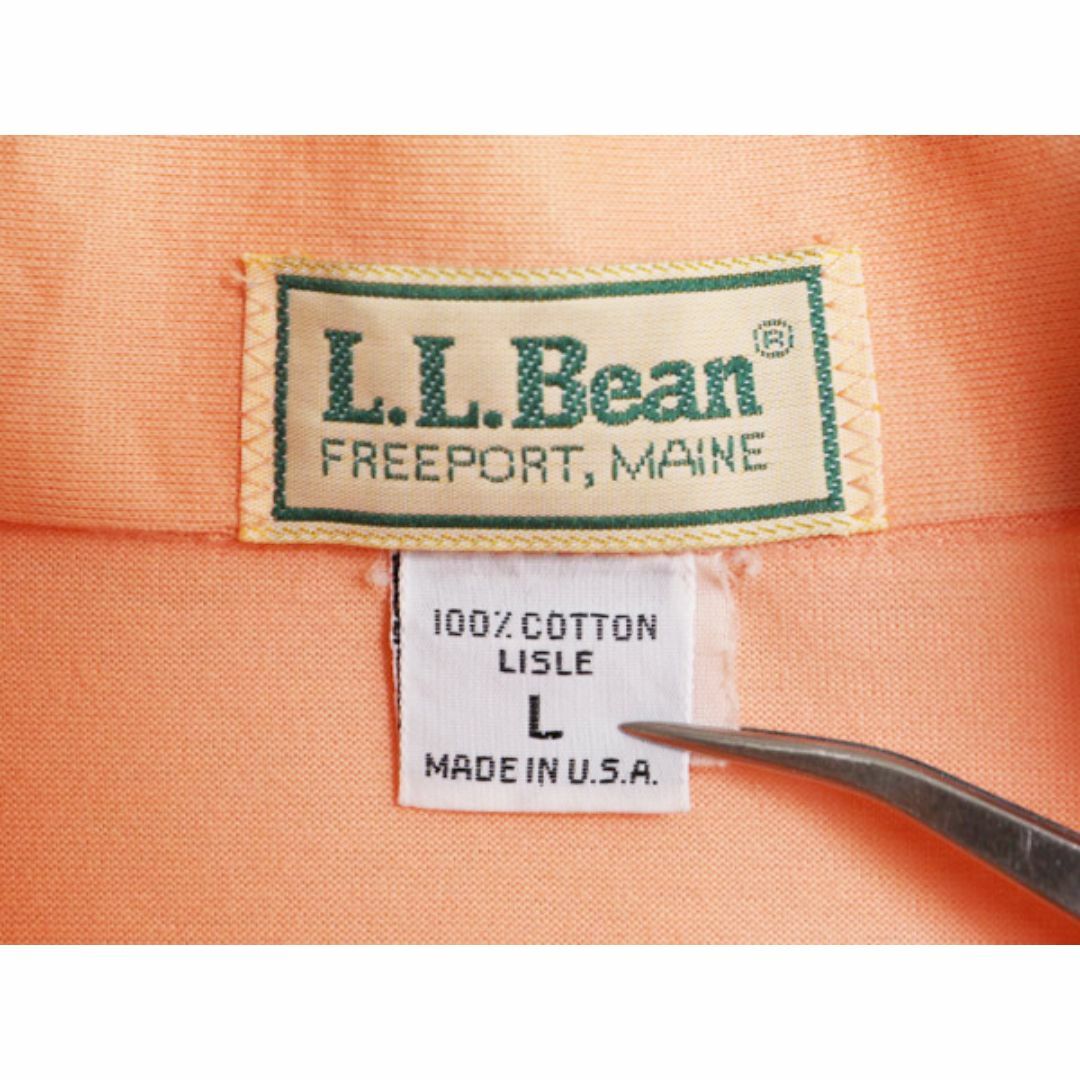 L.L.Bean®
FREEPORT, MAINE
100% COTTON
LISLE
L
MADE IN U.S.A.